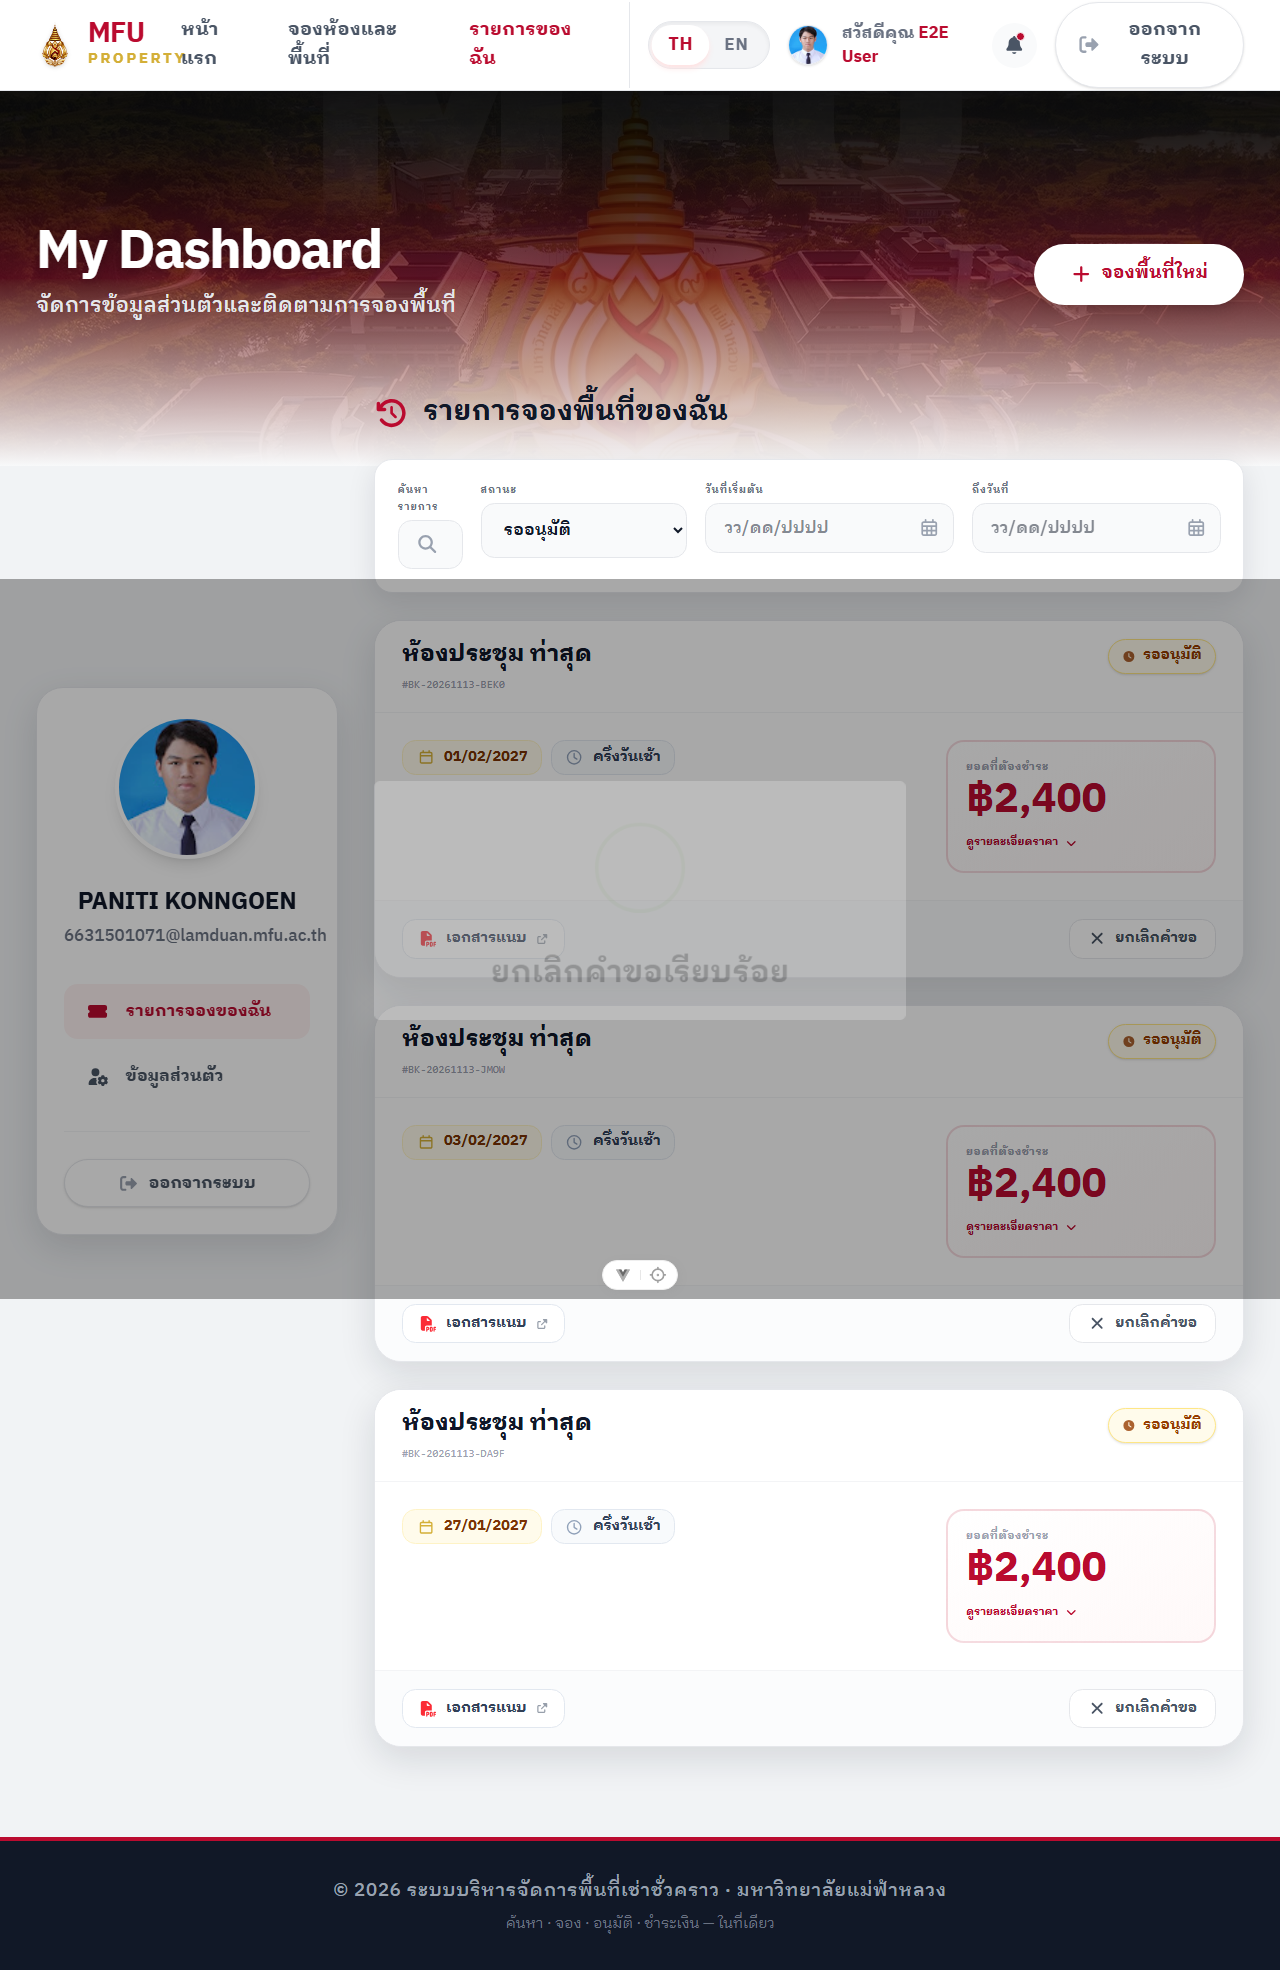 MFU
PROPERTY
หน้าแรก
จองห้องและพื้นที่
รายการของฉัน
TH
EN
สวัสดีคุณ E2E User
ออกจากระบบ
My Dashboard
จัดการข้อมูลส่วนตัวและติดตามการจองพื้นที่
จองพื้นที่ใหม่
รายการจองพื้นที่ของฉัน
ค้นหารายการ
สถานะ
วันที่เริ่มต้น
ถึงวันที่
รออนุมัติ
วว/ดด/ปปปป
วว/ดด/ปปปป
PANITI KONNGOEN
6631501071@lamduan.mfu.ac.th
รายการจองของฉัน
ข้อมูลส่วนตัว
ออกจากระบบ
ห้องประชุม ท่าสุด
รออนุมัติ
#BK-20261113-BEK0
01/02/2027
ครึ่งวันเช้า
ยอดที่ต้องชำระ
฿2,400
ดูรายละเอียดราคา
เอกสารแนบ
ยกเลิกคำขอ
ยกเลิกคำขอเรียบร้อย
ห้องประชุม ท่าสุด
รออนุมัติ
#BK-20261113-JMOW
03/02/2027
ครึ่งวันเช้า
ยอดที่ต้องชำระ
฿2,400
ดูรายละเอียดราคา
เอกสารแนบ
ยกเลิกคำขอ
ห้องประชุม ท่าสุด
รออนุมัติ
#BK-20261113-DA9F
27/01/2027
ครึ่งวันเช้า
ยอดที่ต้องชำระ
฿2,400
ดูรายละเอียดราคา
เอกสารแนบ
ยกเลิกคำขอ
© 2026 ระบบบริหารจัดการพื้นที่เช่าชั่วคราว · มหาวิทยาลัยแม่ฟ้าหลวง
ค้นหา · จอง · อนุมัติ · ชำระเงิน — ในที่เดียว